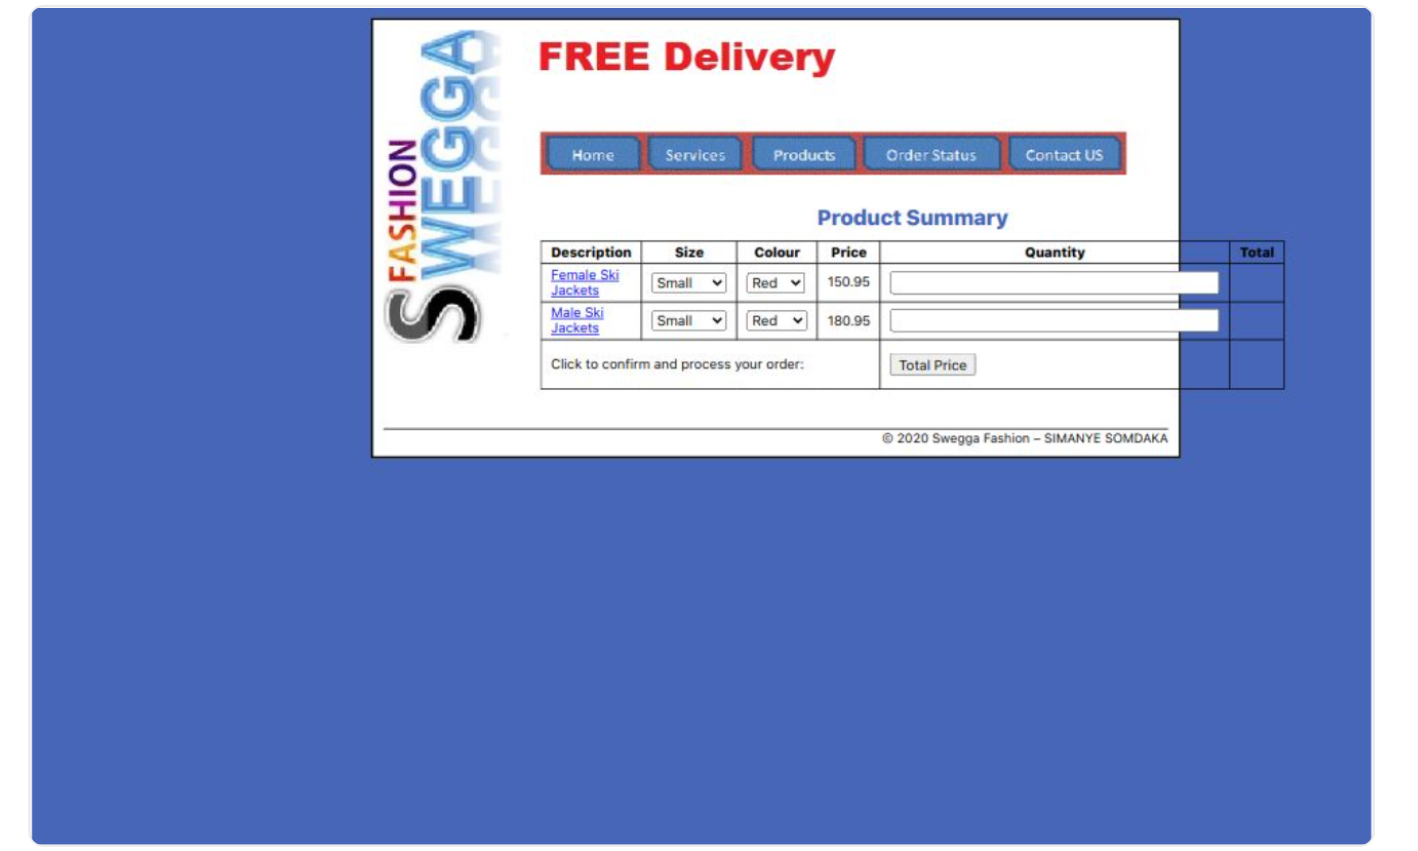 FASHION
SWEGGA
FREE Delivery
Home Services Products Order Status Contact US
Product Summary
Description Size Colour Price Quantity Total
Female Ski Jackets Small Red 150.95
Male Ski Jackets Small Red 180.95
Click to confirm and process your order: Total Price
© 2020 Swegga Fashion – SIMANYE SOMDAKA